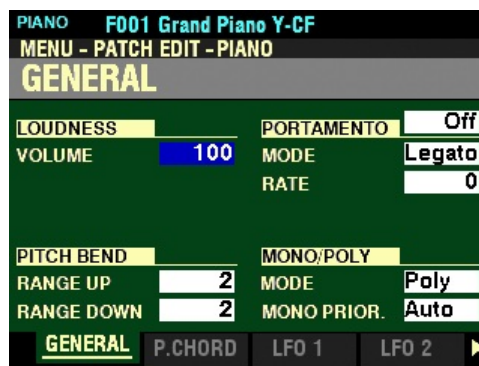 PIANO F001 Grand Piano Y-CF
MENU - PATCH EDIT - PIANO
GENERAL
LOUDNESS
VOLUME 100
PORTAMENTO Off
MODE Legato
RATE 0
PITCH BEND
RANGE UP 2
RANGE DOWN 2
MONO/POLY
MODE Poly
MONO PRIOR. Auto
GENERAL P.CHORD LFO 1 LFO 2